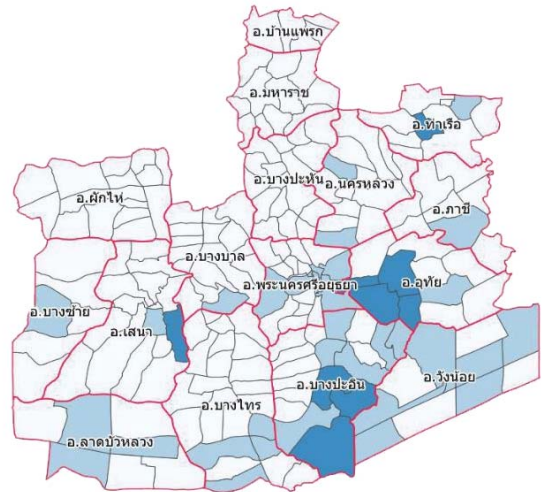 อ.บ้านแพรก
อ.มหาราช
อ.ท่าเรือ
อ.บางปะหัน
อ.นครหลวง
อ.ผักไห่
อ.ภาชี
อ.บางบาล
อ.พระนครศรีอยุธยา
อ.อุทัย
อ.บางซ้าย
อ.เสนา
อ.วังน้อย
อ.บางปะอิน
อ.บางไทร
อ.ลาดบัวหลวง